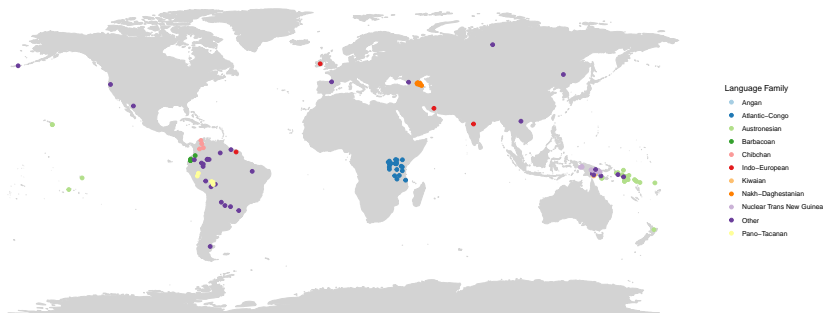 Language Family
Angan
Atlantic−Congo
Austronesian
Barbacoan
Chibchan
Indo−European
Kiwaian
Nakh−Daghestanian
Nuclear Trans New Guinea
Other
Pano−Tacanan